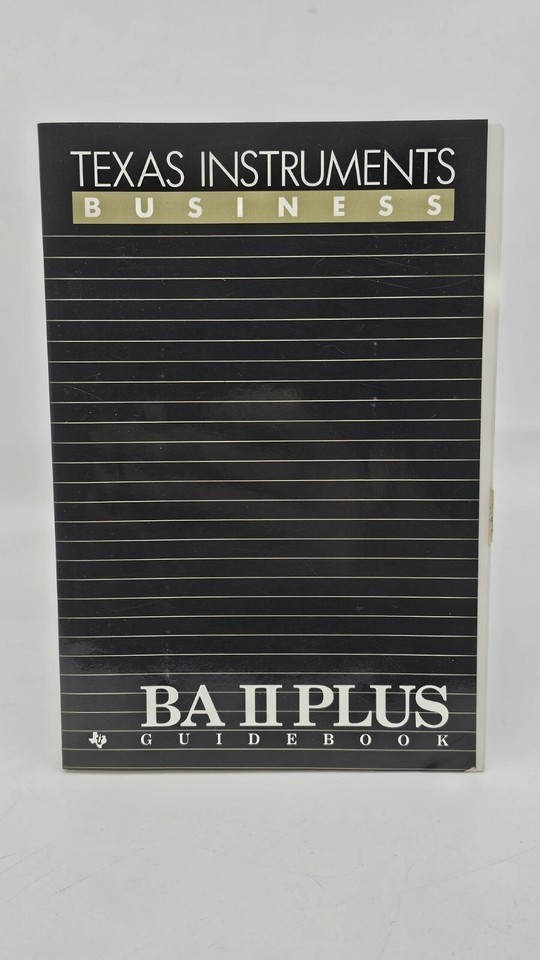 TEXAS INSTRUMENTS
BUSINESS
BA II PLUS
GUIDEBOOK